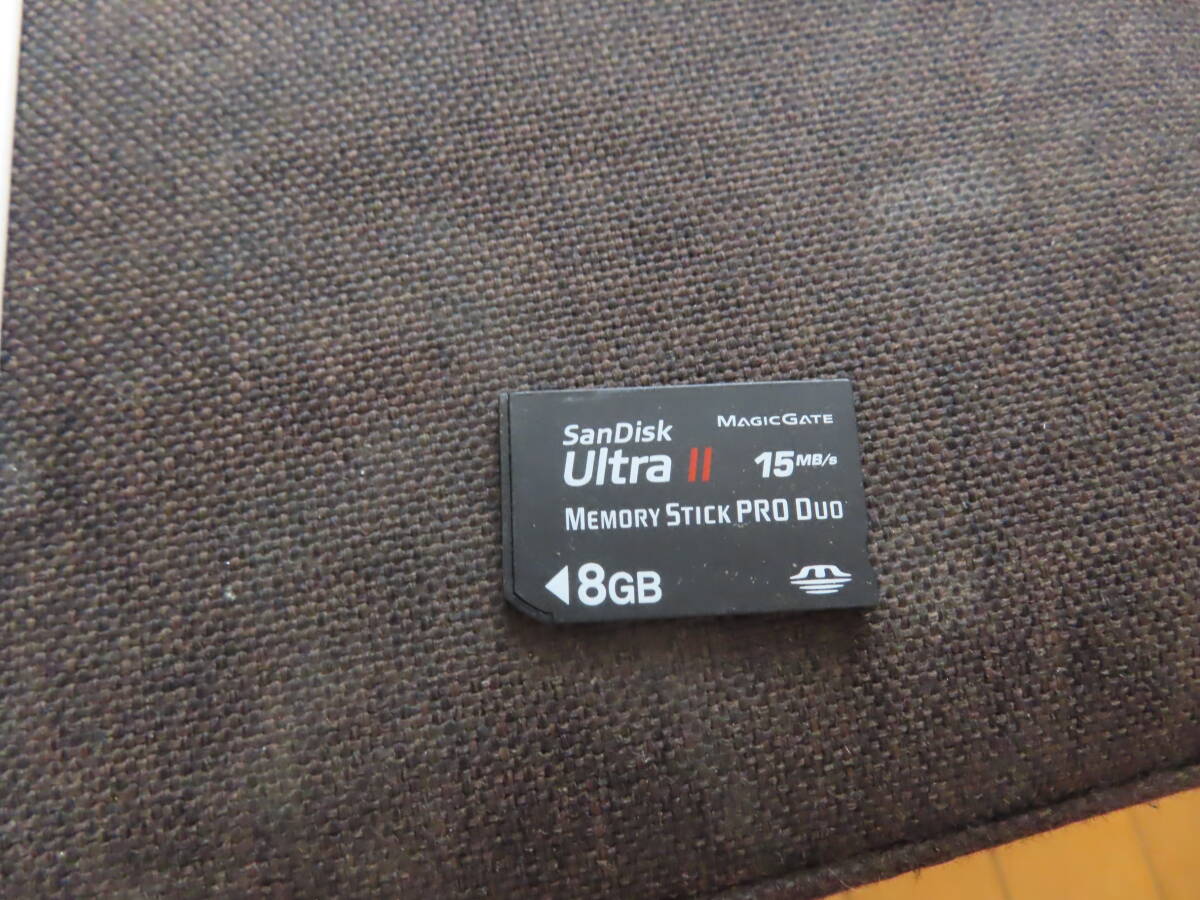 SanDisk
Ultra II
MAGICGATE
15MB/s
MEMORY STICK PRO DUO
8GB